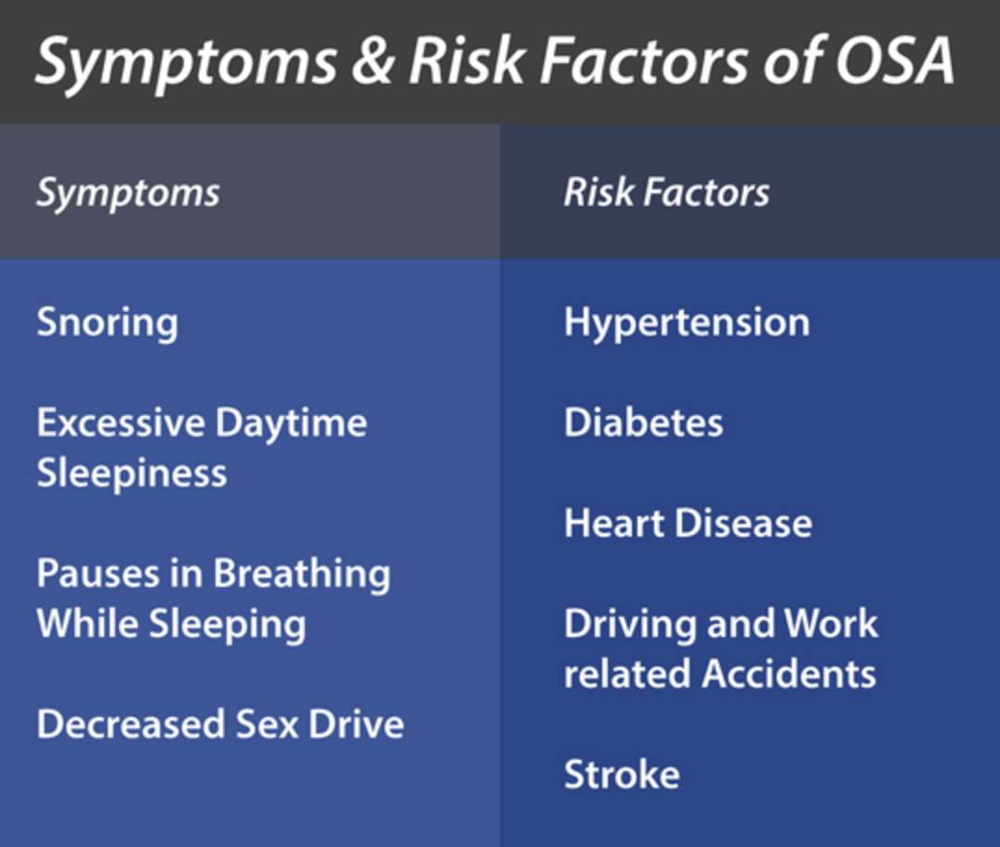 Symptoms & Risk Factors of OSA
Symptoms
Snoring
Excessive Daytime
Sleepiness
Pauses in Breathing
While Sleeping
Decreased Sex Drive
Risk Factors
Hypertension
Diabetes
Heart Disease
Driving and Work
related Accidents
Stroke